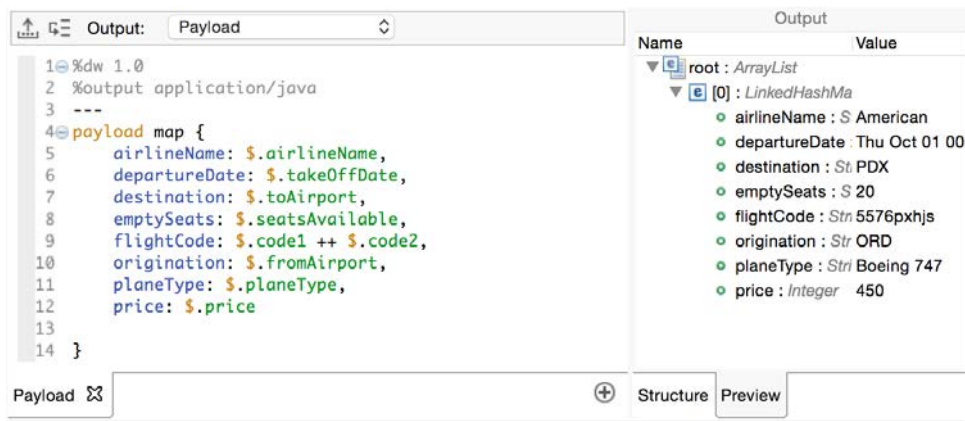 Output: Payload
1 %dw 1.0
2 %output application/java
3 ---
4 payload map {
5 airlineName: $.airlineName,
6 departureDate: $.takeOffDate,
7 destination: $.toAirport,
8 emptySeats: $.seatsAvailable,
9 flightCode: $.code1 ++ $.code2,
10 origination: $.fromAirport,
11 planeType: $.planeType,
12 price: $.price
13
14 }
Payload
Output
Name Value
root : ArrayList
[0] : LinkedHashMa
airlineName : S American
departureDate : Thu Oct 01 00
destination : St PDX
emptySeats : S 20
flightCode : Stri 5576pxhjs
origination : Str ORD
planeType : Stri Boeing 747
price : Integer 450
Structure Preview